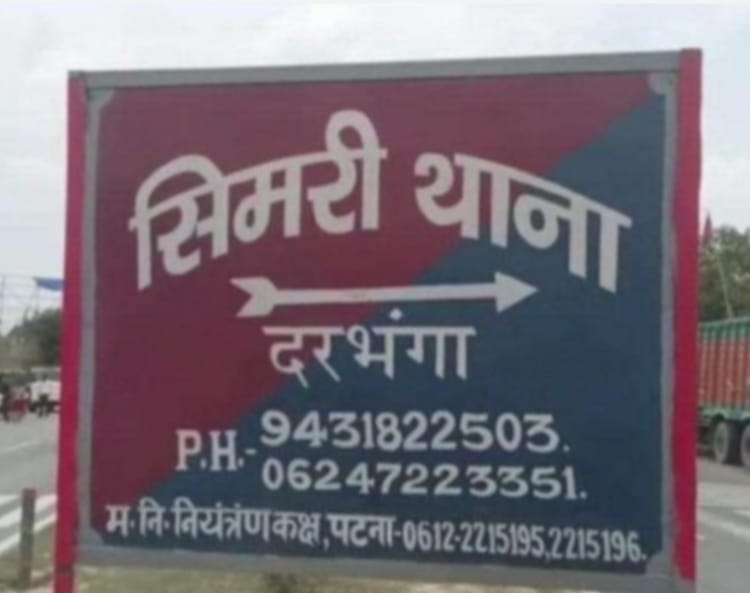 सिमरी थाना
दरभंगा
P.H.-9431822503.
06247223351.
म.नि.नियंत्रण कक्ष,पटना-0612-2215195,2215196.